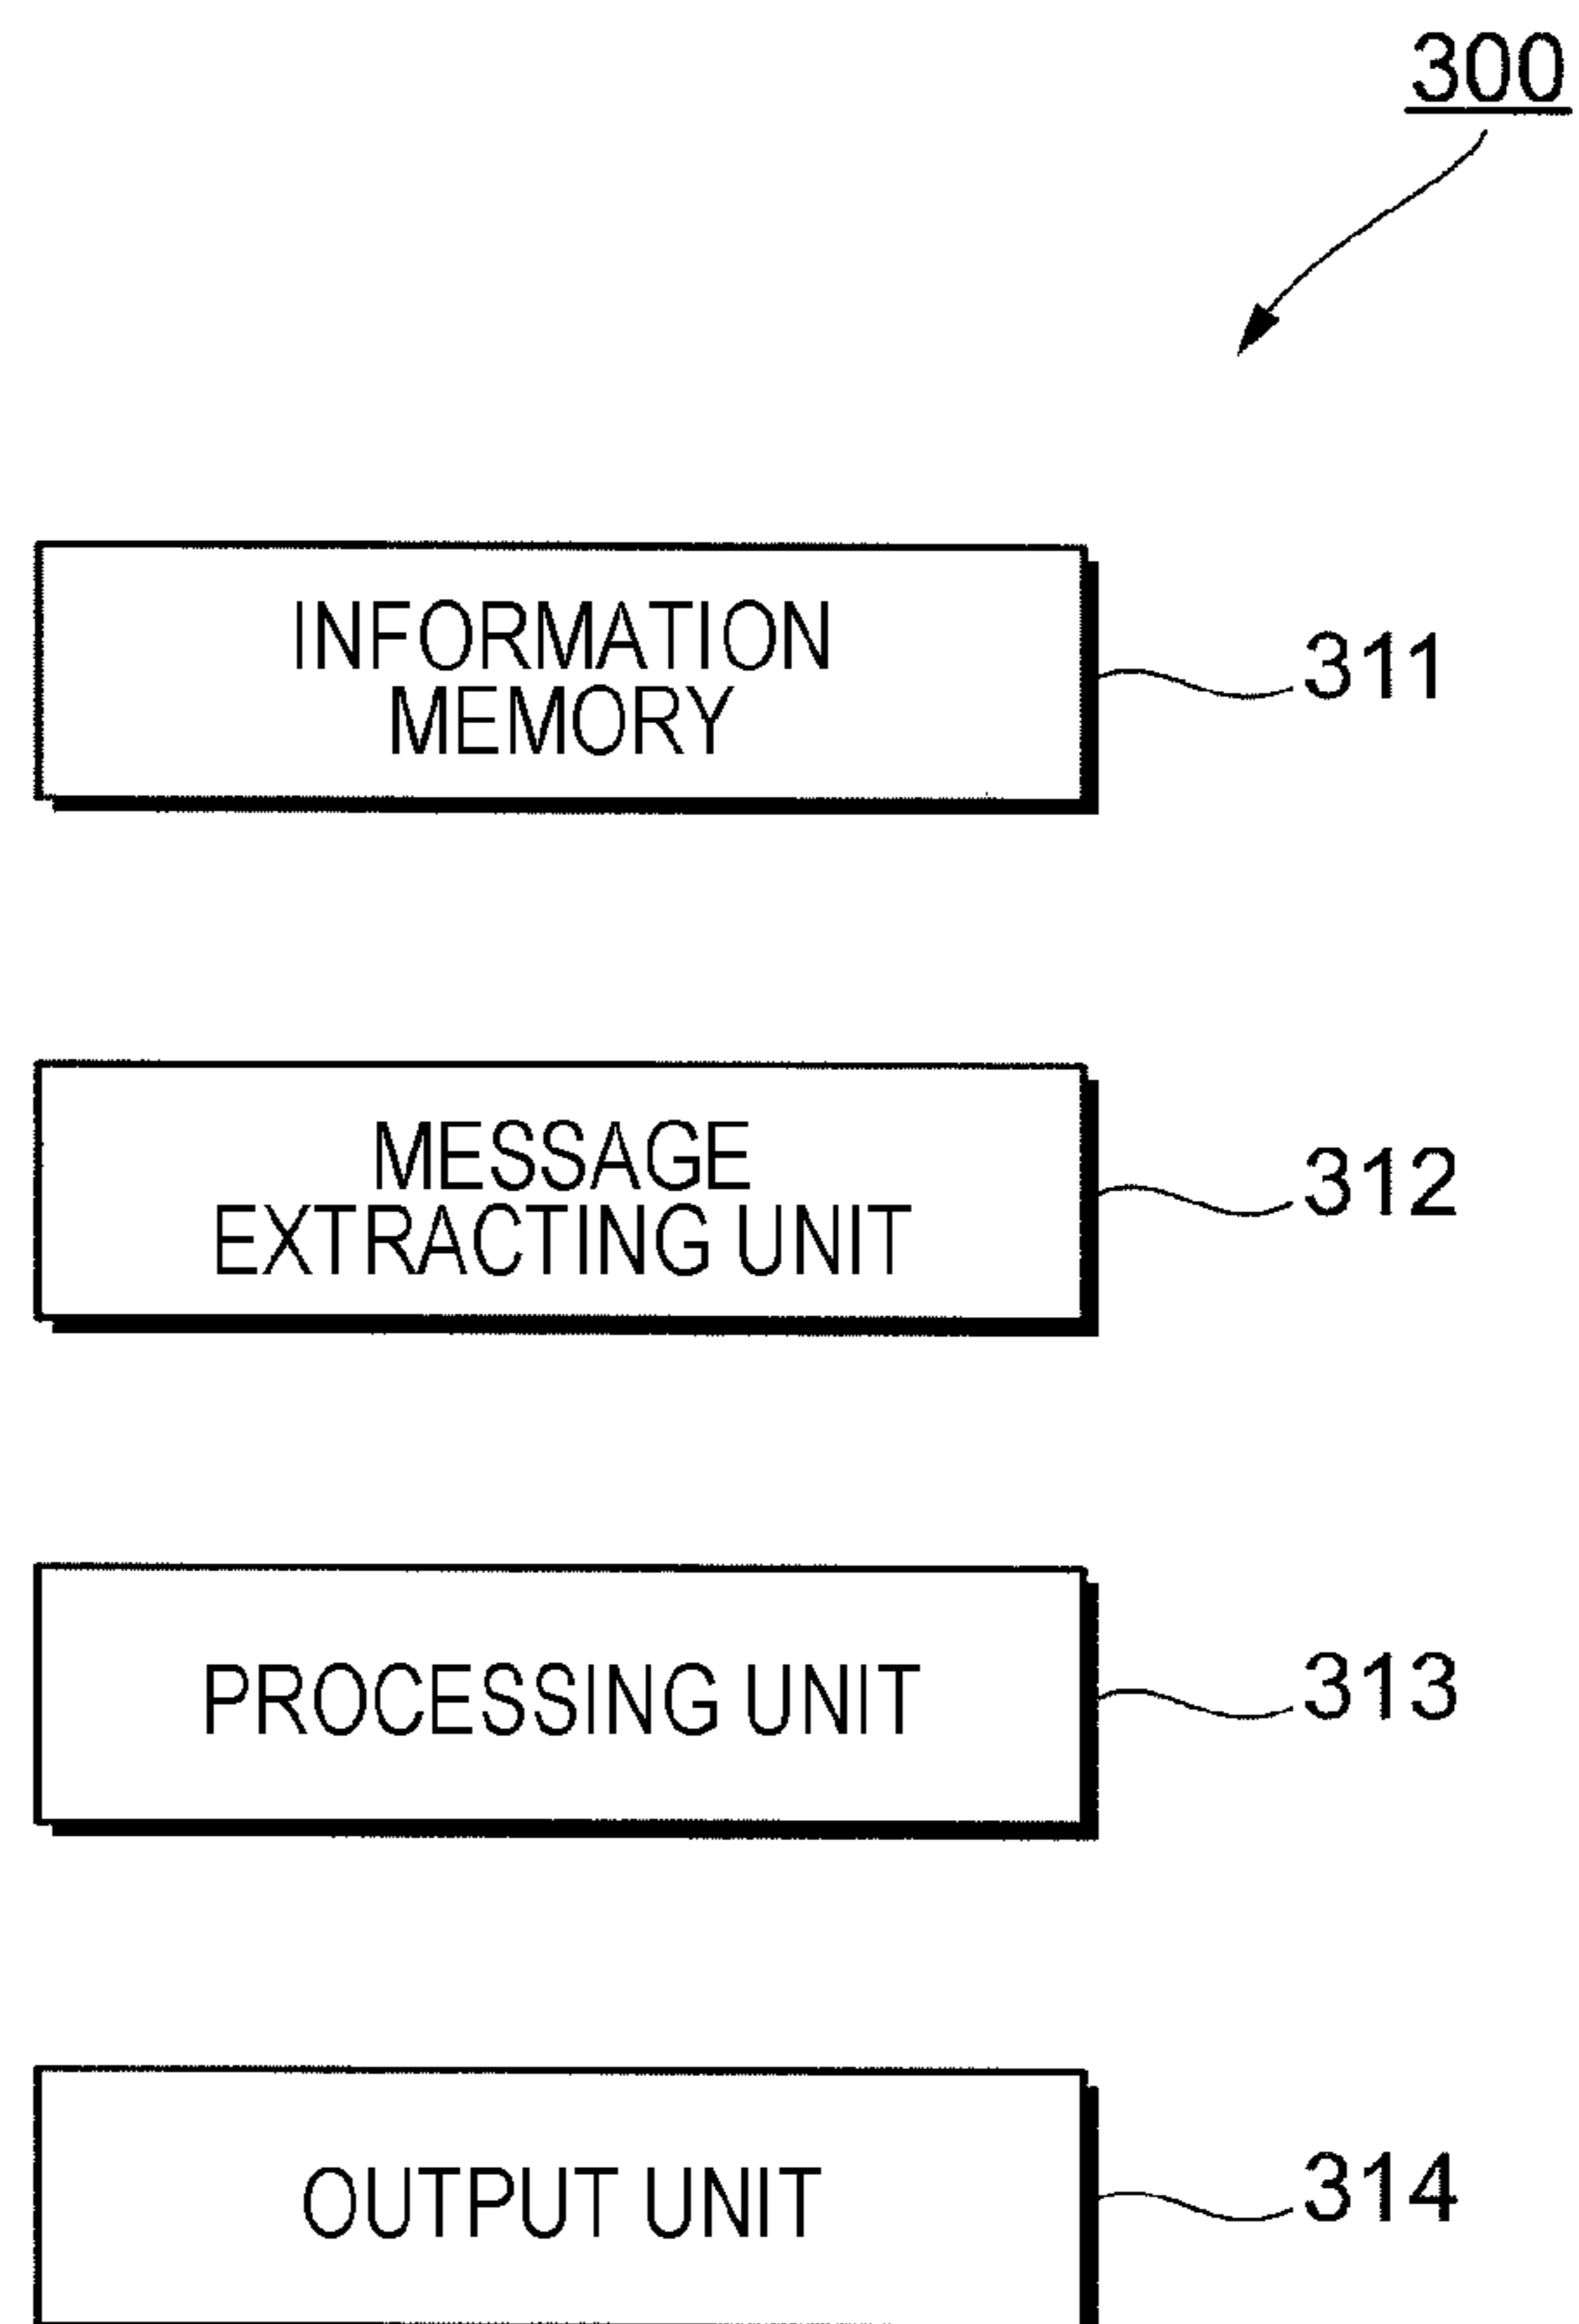 300
INFORMATION
MEMORY
311
MESSAGE
EXTRACTING UNIT
312
PROCESSING UNIT
313
OUTPUT UNIT
314